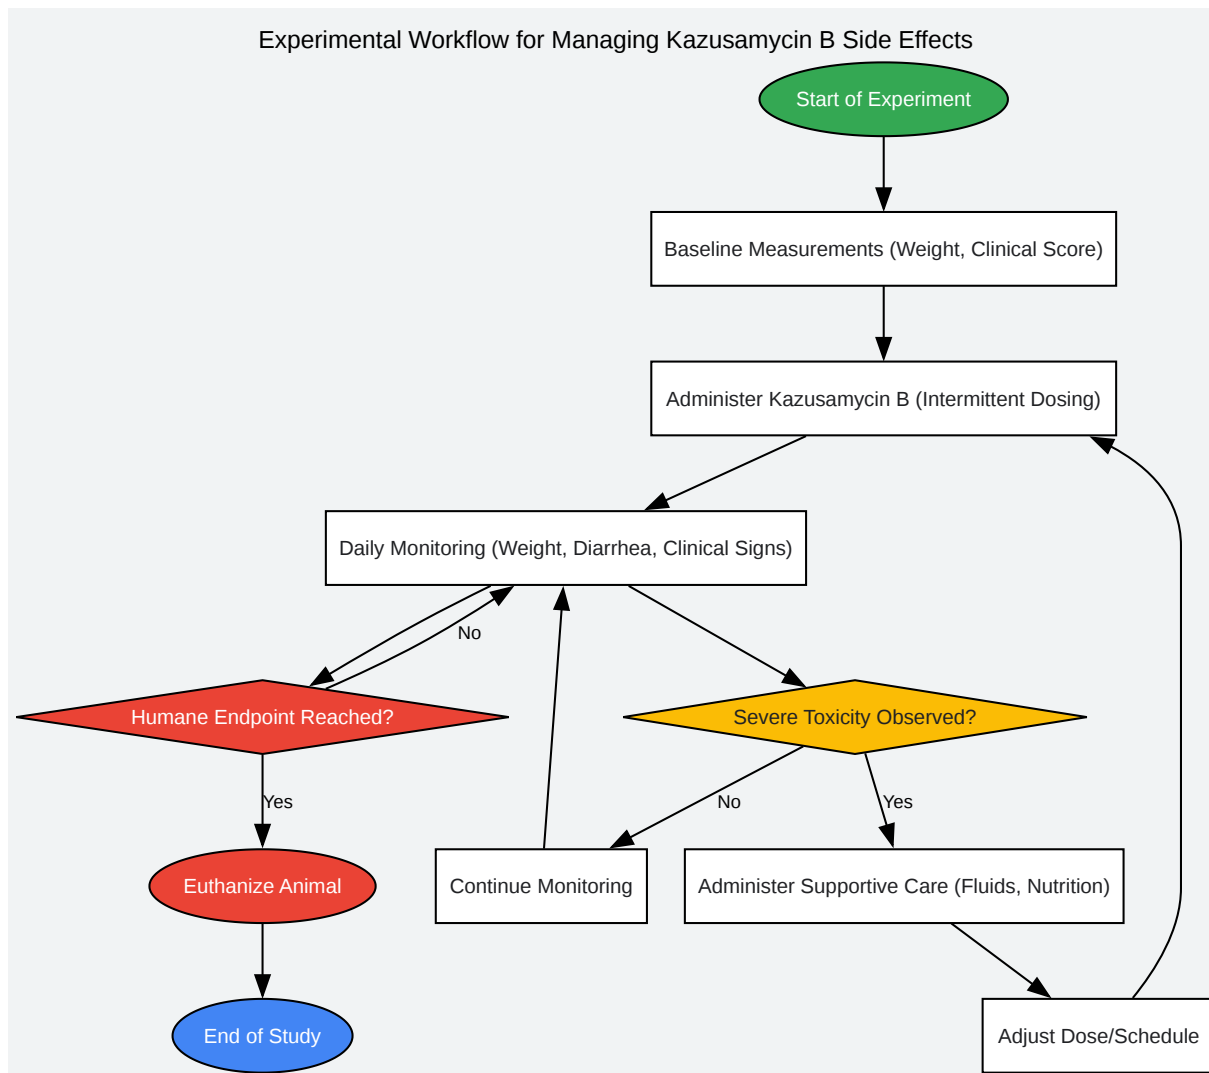 Experimental Workflow for Managing Kazusamycin B Side Effects
Start of Experiment
Baseline Measurements (Weight, Clinical Score)
Administer Kazusamycin B (Intermittent Dosing)
Daily Monitoring (Weight, Diarrhea, Clinical Signs)
No
Humane Endpoint Reached?
Severe Toxicity Observed?
Yes
No
Yes
Euthanize Animal
Continue Monitoring
Administer Supportive Care (Fluids, Nutrition)
End of Study
Adjust Dose/Schedule